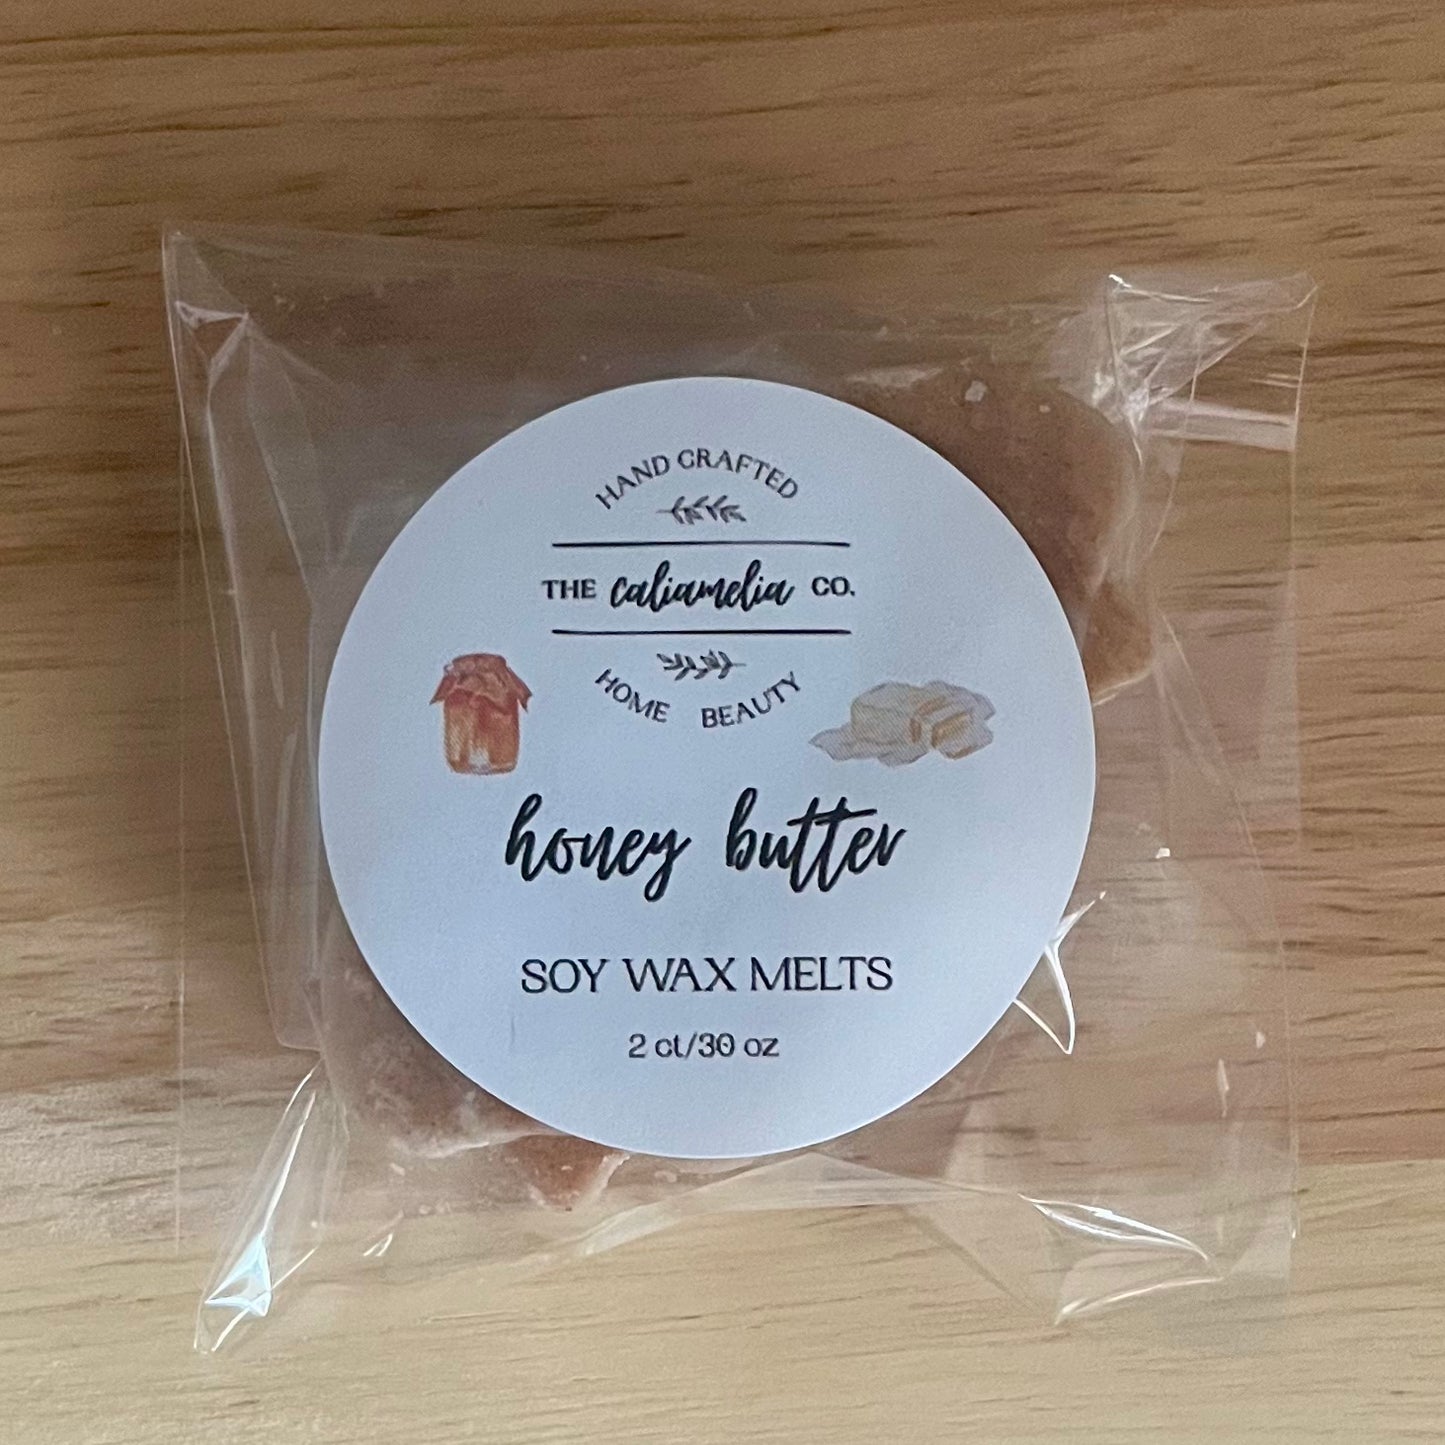 HAND CRAFTED
THE caliamelia CO.
HOME BEAUTY
honey butter
SOY WAX MELTS
2 ct/30 oz